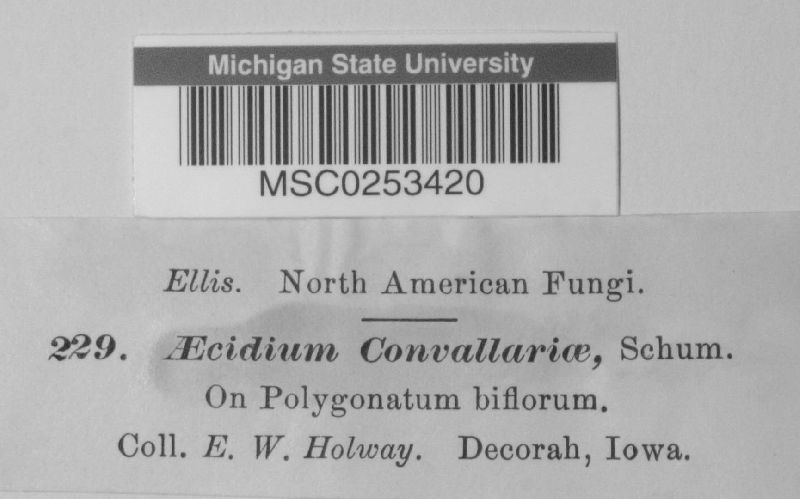 Michigan State University
MSC0253420
Ellis. North American Fungi.
229. Æcidium Convallariæ, Schum.
On Polygonatum biflorum.
Coll. E. W. Holway. Decorah, Iowa.